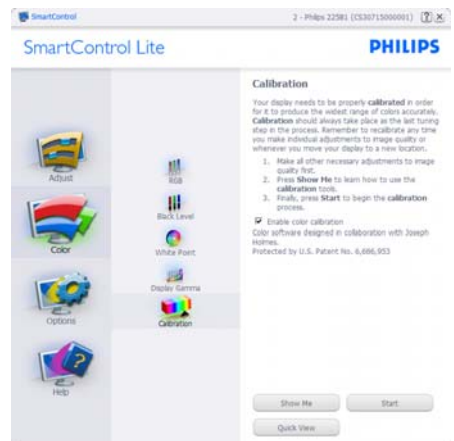 SmartControl
2 - Philips 225B1 (CS30715000001)
SmartControl Lite
PHILIPS
Adjust
Color
Options
Help
RGB
Black Level
White Point
Display Gamma
Calibration
Calibration
Your display needs to be properly calibrated in order
for it to produce the widest range of colors accurately.
Calibration should always take place as the last tuning
step in the process. Remember to recalibrate any time
you make individual adjustments to image quality or
whenever you move your display to a new location.
1. Make all other necessary adjustments to image
quality first.
2. Press Show Me to learn how to use the
calibration tools.
3. Finally, press Start to begin the calibration
process.
Enable color calibration
Color software designed in collaboration with Joseph
Holmes.
Protected by U.S. Patent No. 6,686,953
Show Me
Start
Quick View